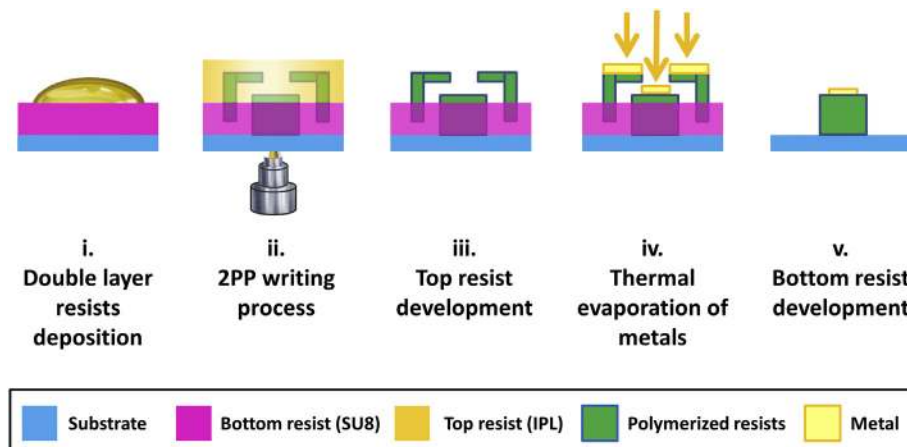 i.
Double layer
resists
deposition
ii.
2PP writing
process
iii.
Top resist
development
iv.
Thermal
evaporation of
metals
v.
Bottom resist
development
Substrate
Bottom resist (SU8)
Top resist (IPL)
Polymerized resists
Metal